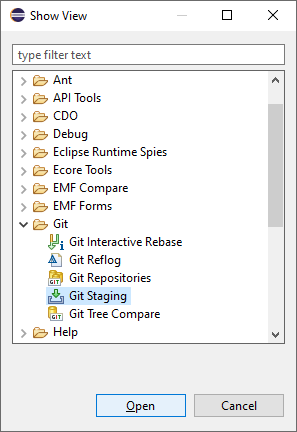 Show View
type filter text
Ant
API Tools
CDO
Debug
Eclipse Runtime Spies
Ecore Tools
EMF Compare
EMF Forms
Git
Git Interactive Rebase
Git Reflog
Git Repositories
Git Staging
Git Tree Compare
Help
Open Cancel